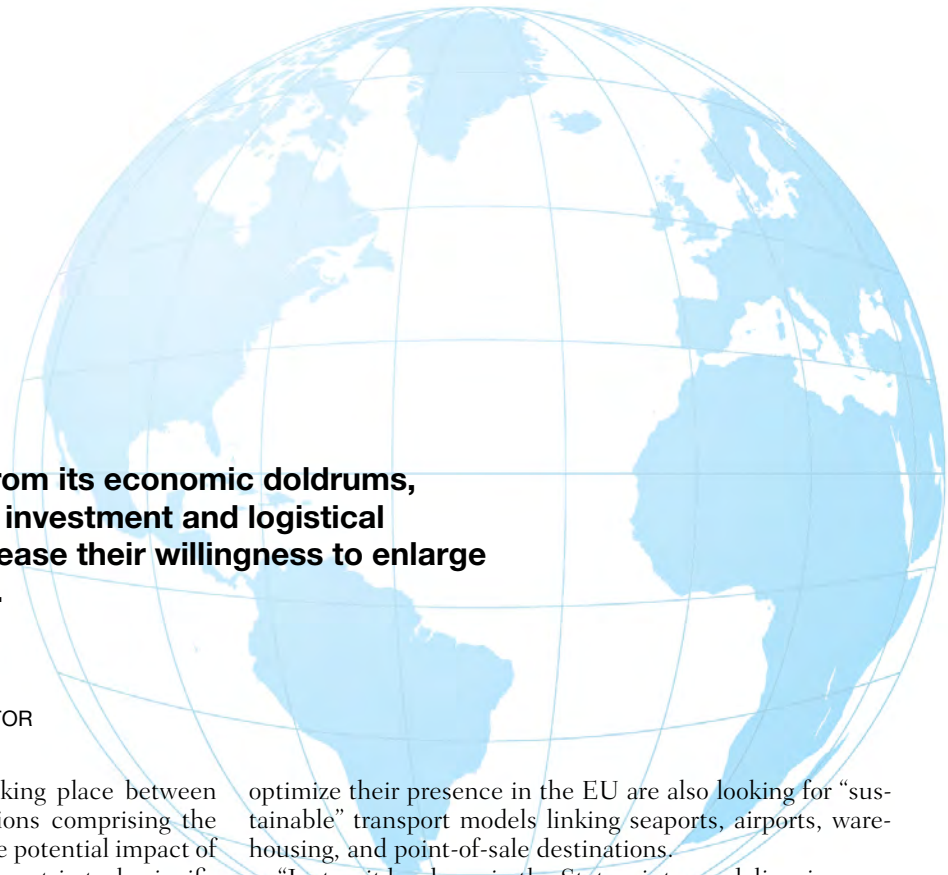 rom its economic doldrums,
investment and logistical
ease their willingness to enlarge
.
TOR
king place between
ions comprising the
e potential impact of
optimize their presence in the EU are also looking for “sus-
tainable” transport models linking seaports, airports, ware-
housing, and point-of-sale destinations.